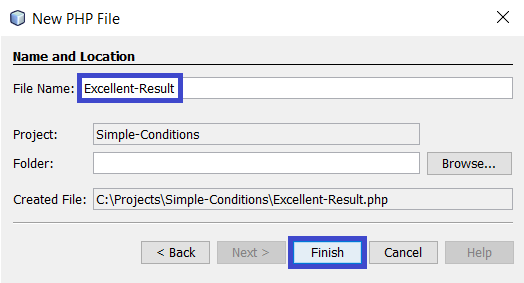 New PHP File
Name and Location
File Name: Excellent-Result
Project: Simple-Conditions
Folder: Browse...
Created File: C:\Projects\Simple-Conditions\Excellent-Result.php
< Back Next > Finish Cancel Help